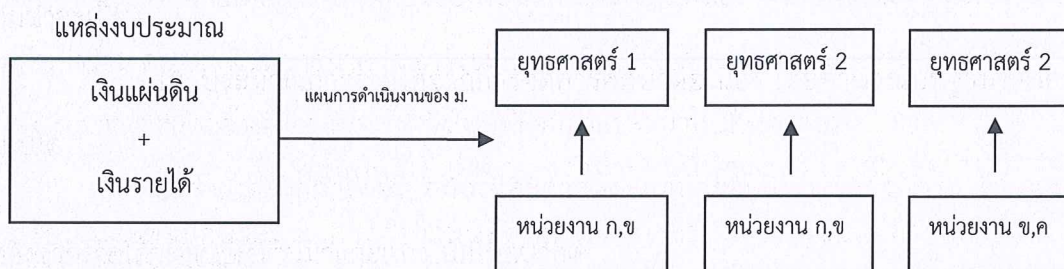 แหล่งงบประมาณ
เงินแผ่นดิน
+
เงินรายได้
แผนการดำเนินงานของ ม.
ยุทธศาสตร์ 1
ยุทธศาสตร์ 2
ยุทธศาสตร์ 2
หน่วยงาน ก,ข
หน่วยงาน ก,ข
หน่วยงาน ข,ค